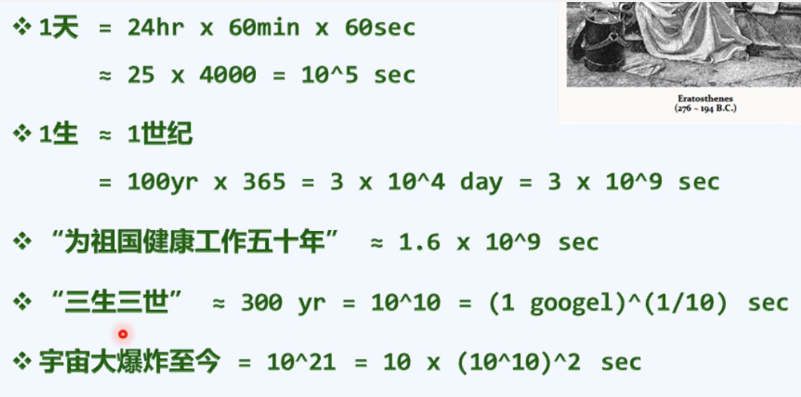 ❖ 1天 = 24hr x 60min x 60sec
≈ 25 x 4000 = 10^5 sec
Eratosthenes
(276 ~ 194 B.C.)
❖ 1生 ≈ 1世纪
= 100yr x 365 = 3 x 10^4 day = 3 x 10^9 sec
❖ “为祖国健康工作五十年” ≈ 1.6 x 10^9 sec
❖ “三生三世” ≈ 300 yr = 10^10 = (1 googel)^(1/10) sec
❖ 宇宙大爆炸至今 = 10^21 = 10 x (10^10)^2 sec